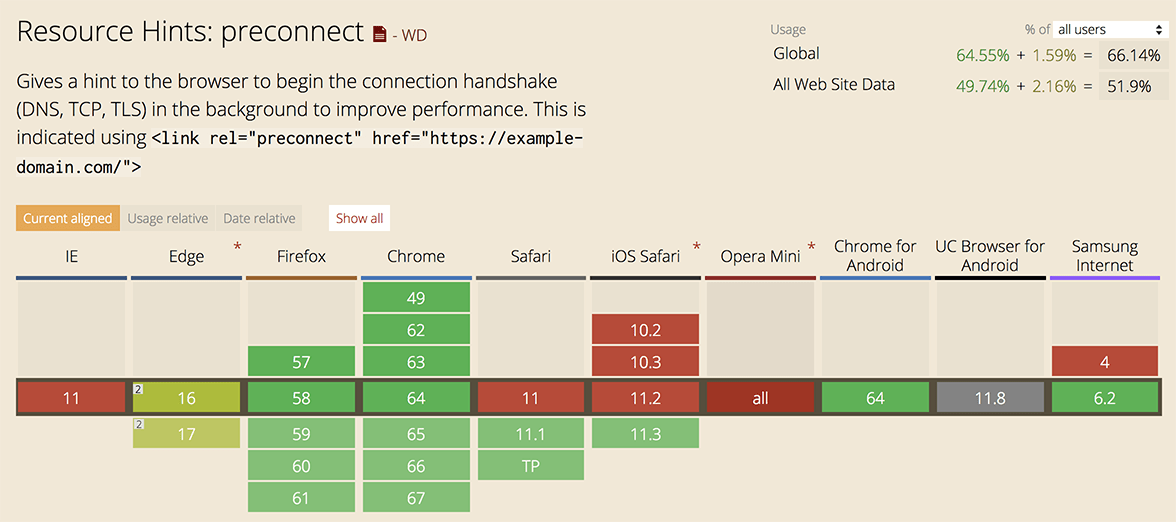 Resource Hints: preconnect - WD
Gives a hint to the browser to begin the connection handshake
(DNS, TCP, TLS) in the background to improve performance. This is
indicated using <link rel="preconnect" href="https://example-
domain.com/">
Usage % of all users
Global 64.55% + 1.59% = 66.14%
All Web Site Data 49.74% + 2.16% = 51.9%
Current aligned Usage relative Date relative Show all
IE Edge * Firefox Chrome Safari iOS Safari * Opera Mini * Chrome for Android UC Browser for Android Samsung Internet
49
62 10.2
57 63 10.3 4
11 2 16 58 64 11 11.2 all 64 11.8 6.2
2 17 59 65 11.1 11.3
60 66 TP
61 67